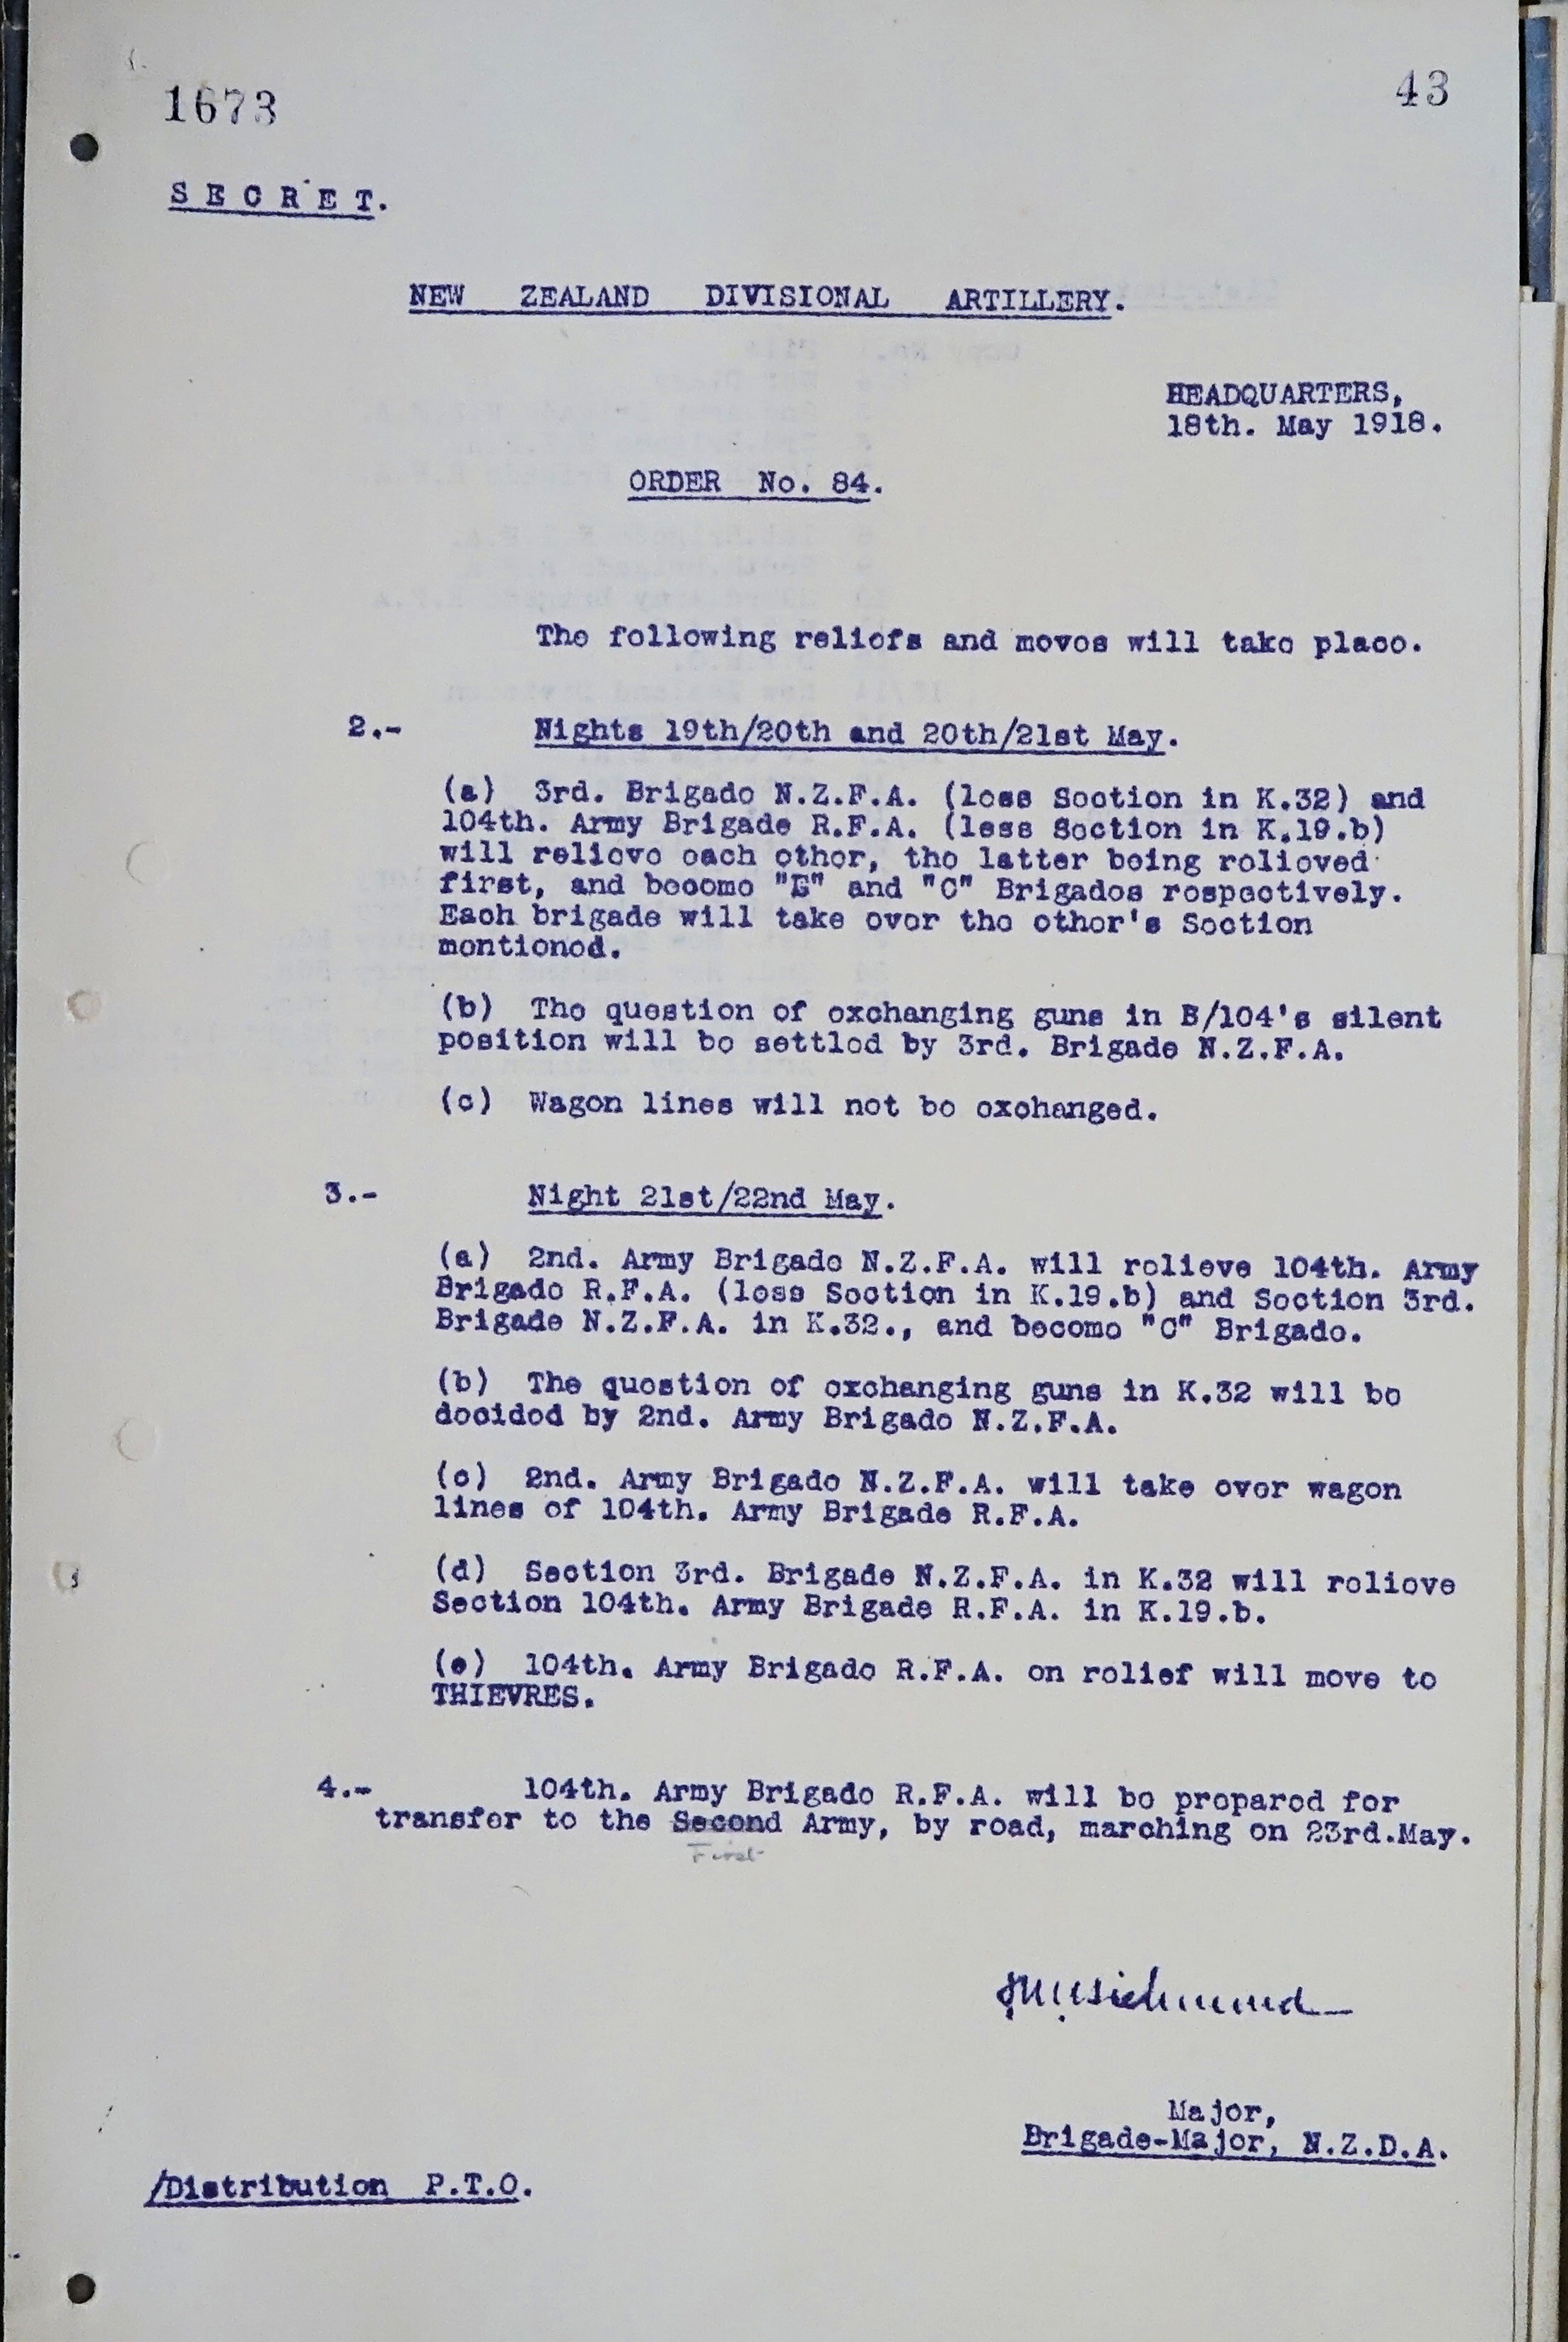 1673
43
SECRET.
NEW ZEALAND DIVISIONAL ARTILLERY.
HEADQUARTERS,
18th. May 1918.
ORDER No. 84.
The following reliefs and moves will take place.
2.- Nights 19th/20th and 20th/21st May.
(a) 3rd. Brigade N.Z.F.A. (less Section in K.32) and
104th. Army Brigade R.F.A. (less Section in K.19.b)
will relieve each other, the latter being relieved
first, and become and "C" Brigades respectively.
Each brigade will take over the other's Section
mentioned.
(b) The question of exchanging guns in B/104's silent
position will be settled by 3rd. Brigade N.Z.F.A.
(c) Wagon lines will not be exchanged.
3.- Night 21st/22nd May.
(a) 2nd. Army Brigade N.Z.F.A. will relieve 104th. Army
Brigade R.F.A. (less Section in K.19.b) and Section 3rd.
Brigade N.Z.F.A. in K.32., and become "C" Brigade.
(b) The question of exchanging guns in K.32 will be
decided by 2nd. Army Brigade N.Z.F.A.
(c) 2nd. Army Brigade N.Z.F.A. will take over wagon
lines of 104th. Army Brigade R.F.A.
(d) Section 3rd. Brigade N.Z.F.A. in K.32 will relieve
Section 104th. Army Brigade R.F.A. in K.19.b.
(e) 104th. Army Brigade R.F.A. on relief will move to
THIEVRES.
4.- 104th. Army Brigade R.F.A. will be prepared for
transfer to the Second Army, by road, marching on 23rd.May.
First
Major,
Brigade-Major, N.Z.D.A.
/Distribution P.T.O.